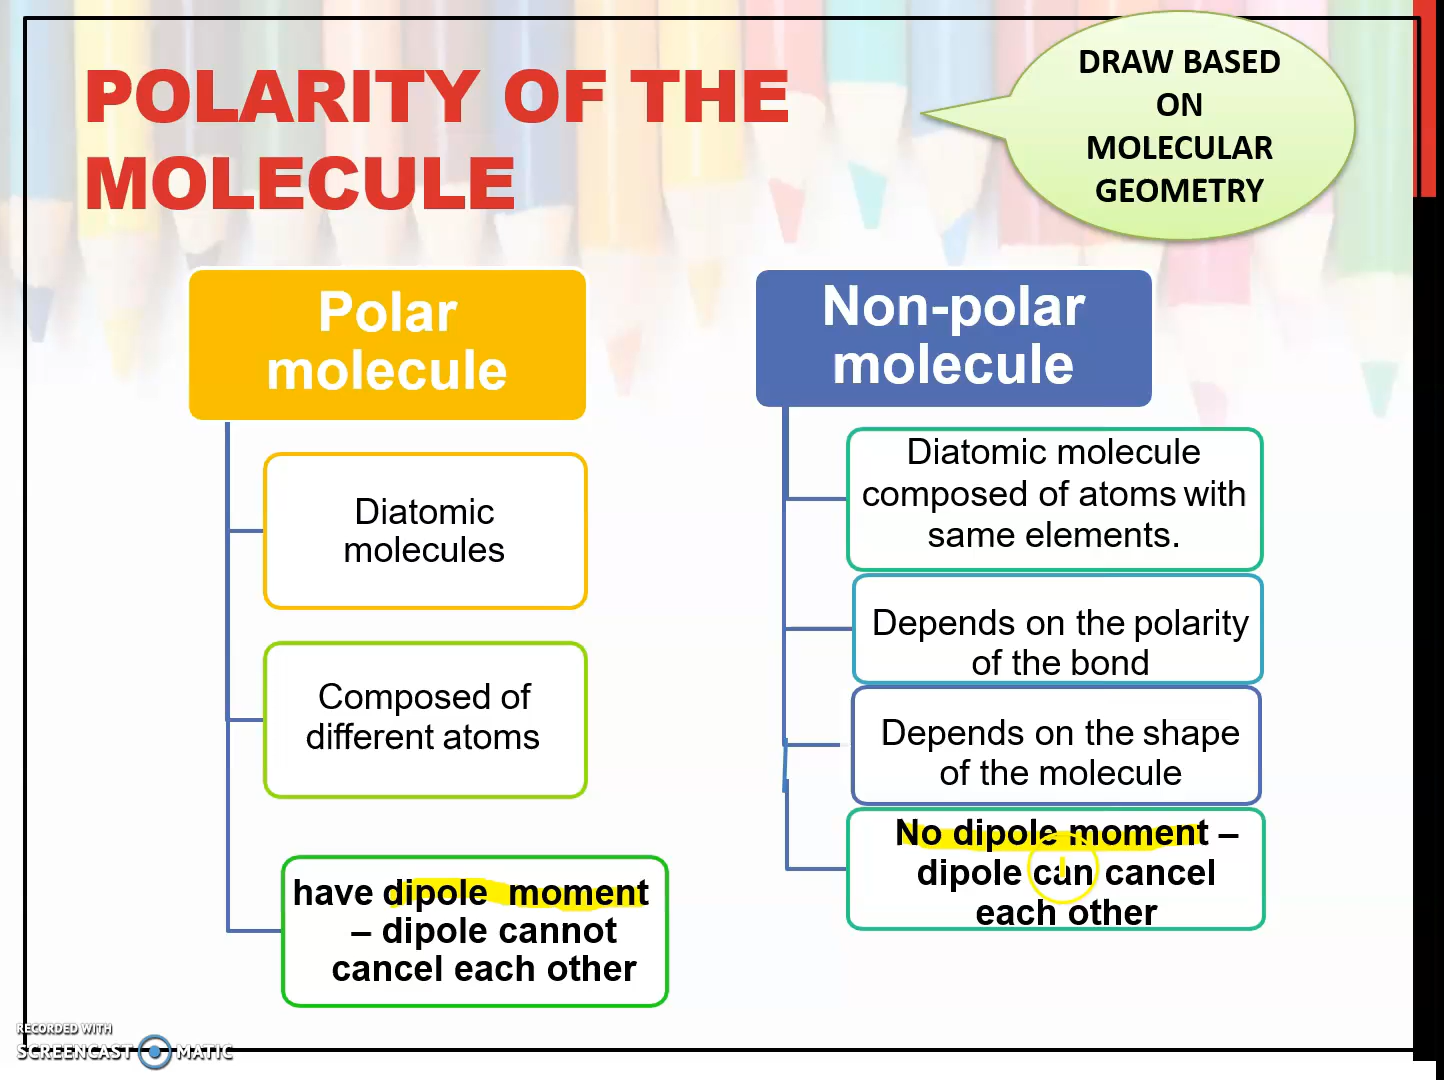 POLARITY OF THE
MOLECULE
DRAW BASED
ON
MOLECULAR
GEOMETRY
Polar
molecule
Diatomic
molecules
Composed of
different atoms
have dipole moment
– dipole cannot
cancel each other
Non-polar
molecule
Diatomic molecule
composed of atoms with
same elements.
Depends on the polarity
of the bond
Depends on the shape
of the molecule
No dipole moment –
dipole can cancel
each other
RECORDED WITH
SCREENCAST MATIC